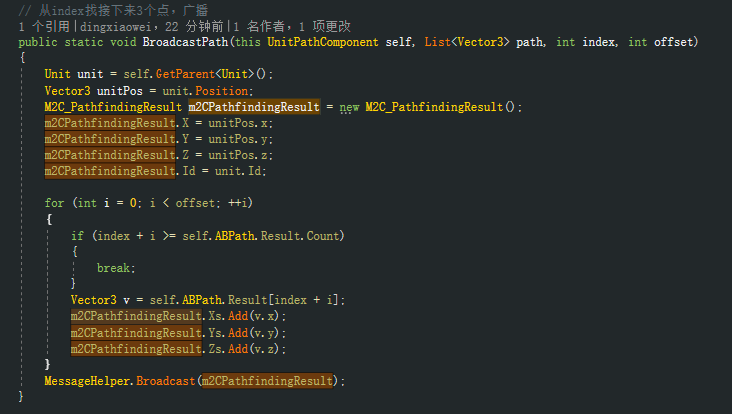 // 从index找接下来3个点，广播
1 个引用|dingxiaowei，22 分钟前|1 名作者，1 项更改
public static void BroadcastPath(this UnitPathComponent self, List<Vector3> path, int index, int offset)
{
Unit unit = self.GetParent<Unit>();
Vector3 unitPos = unit.Position;
M2C_PathfindingResult m2CPathfindingResult = new M2C_PathfindingResult();
m2CPathfindingResult.X = unitPos.x;
m2CPathfindingResult.Y = unitPos.y;
m2CPathfindingResult.Z = unitPos.z;
m2CPathfindingResult.Id = unit.Id;
for (int i = 0; i < offset; ++i)
{
if (index + i >= self.ABPath.Result.Count)
{
break;
}
Vector3 v = self.ABPath.Result[index + i];
m2CPathfindingResult.Xs.Add(v.x);
m2CPathfindingResult.Ys.Add(v.y);
m2CPathfindingResult.Zs.Add(v.z);
}
MessageHelper.Broadcast(m2CPathfindingResult);
}